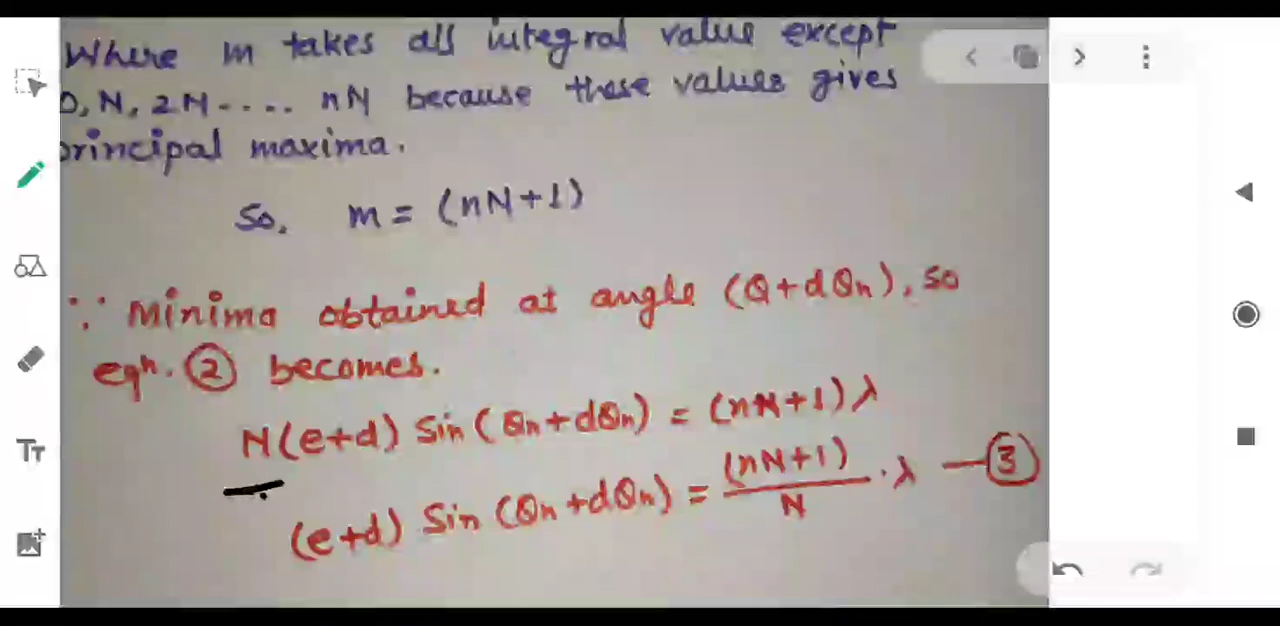 Where m takes all integral value except
0, N, 2N---- nN because these values gives
principal maxima.
So, m = (nN+1)
∵ Minima obtained at angle (θ+dθn), so
eqn. ② becomes.
N(e+d) Sin(θn+dθn) = (nN+1)λ
(e+d) Sin(θn+dθn) = (nN+1)/N .λ —③
Tт